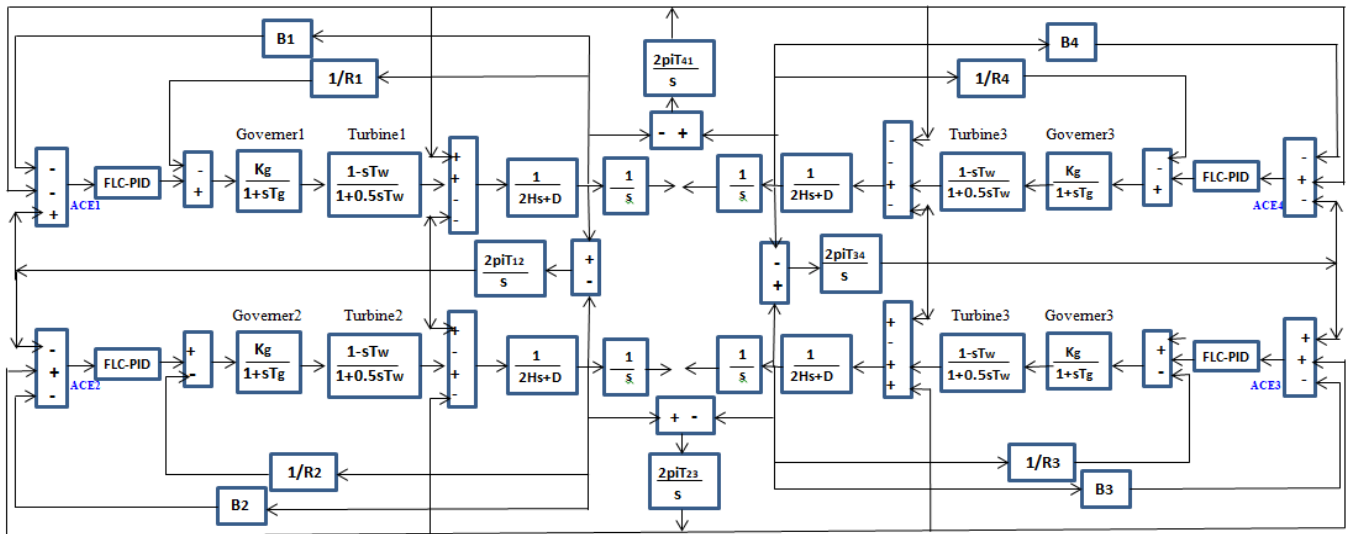 B1
1/R1
2piT41
s
B4
1/R4
- +
Governer1
Turbine1
Turbine3
Governer3
-
-
+
FLC-PID
ACE1
-
+
Kg
1+sTg
1-sTw
1+0.5sTw
+
+
-
-
1
2Hs+D
1
s
1
s
1
2Hs+D
-
-
+
-
1-sTw
1+0.5sTw
Kg
1+sTg
-
+
FLC-PID
ACE4
-
+
-
2piT12
s
+
-
-
+
2piT34
s
Governer2
Turbine2
Turbine3
Governer3
-
+
-
FLC-PID
ACE2
+
-
Kg
1+sTg
1-sTw
1+0.5sTw
+
-
+
-
1
2Hs+D
1
s
1
s
1
2Hs+D
+
-
+
+
1-sTw
1+0.5sTw
Kg
1+sTg
+
-
FLC-PID
ACE3
+
+
-
+ -
1/R2
B2
2piT23
s
1/R3
B3